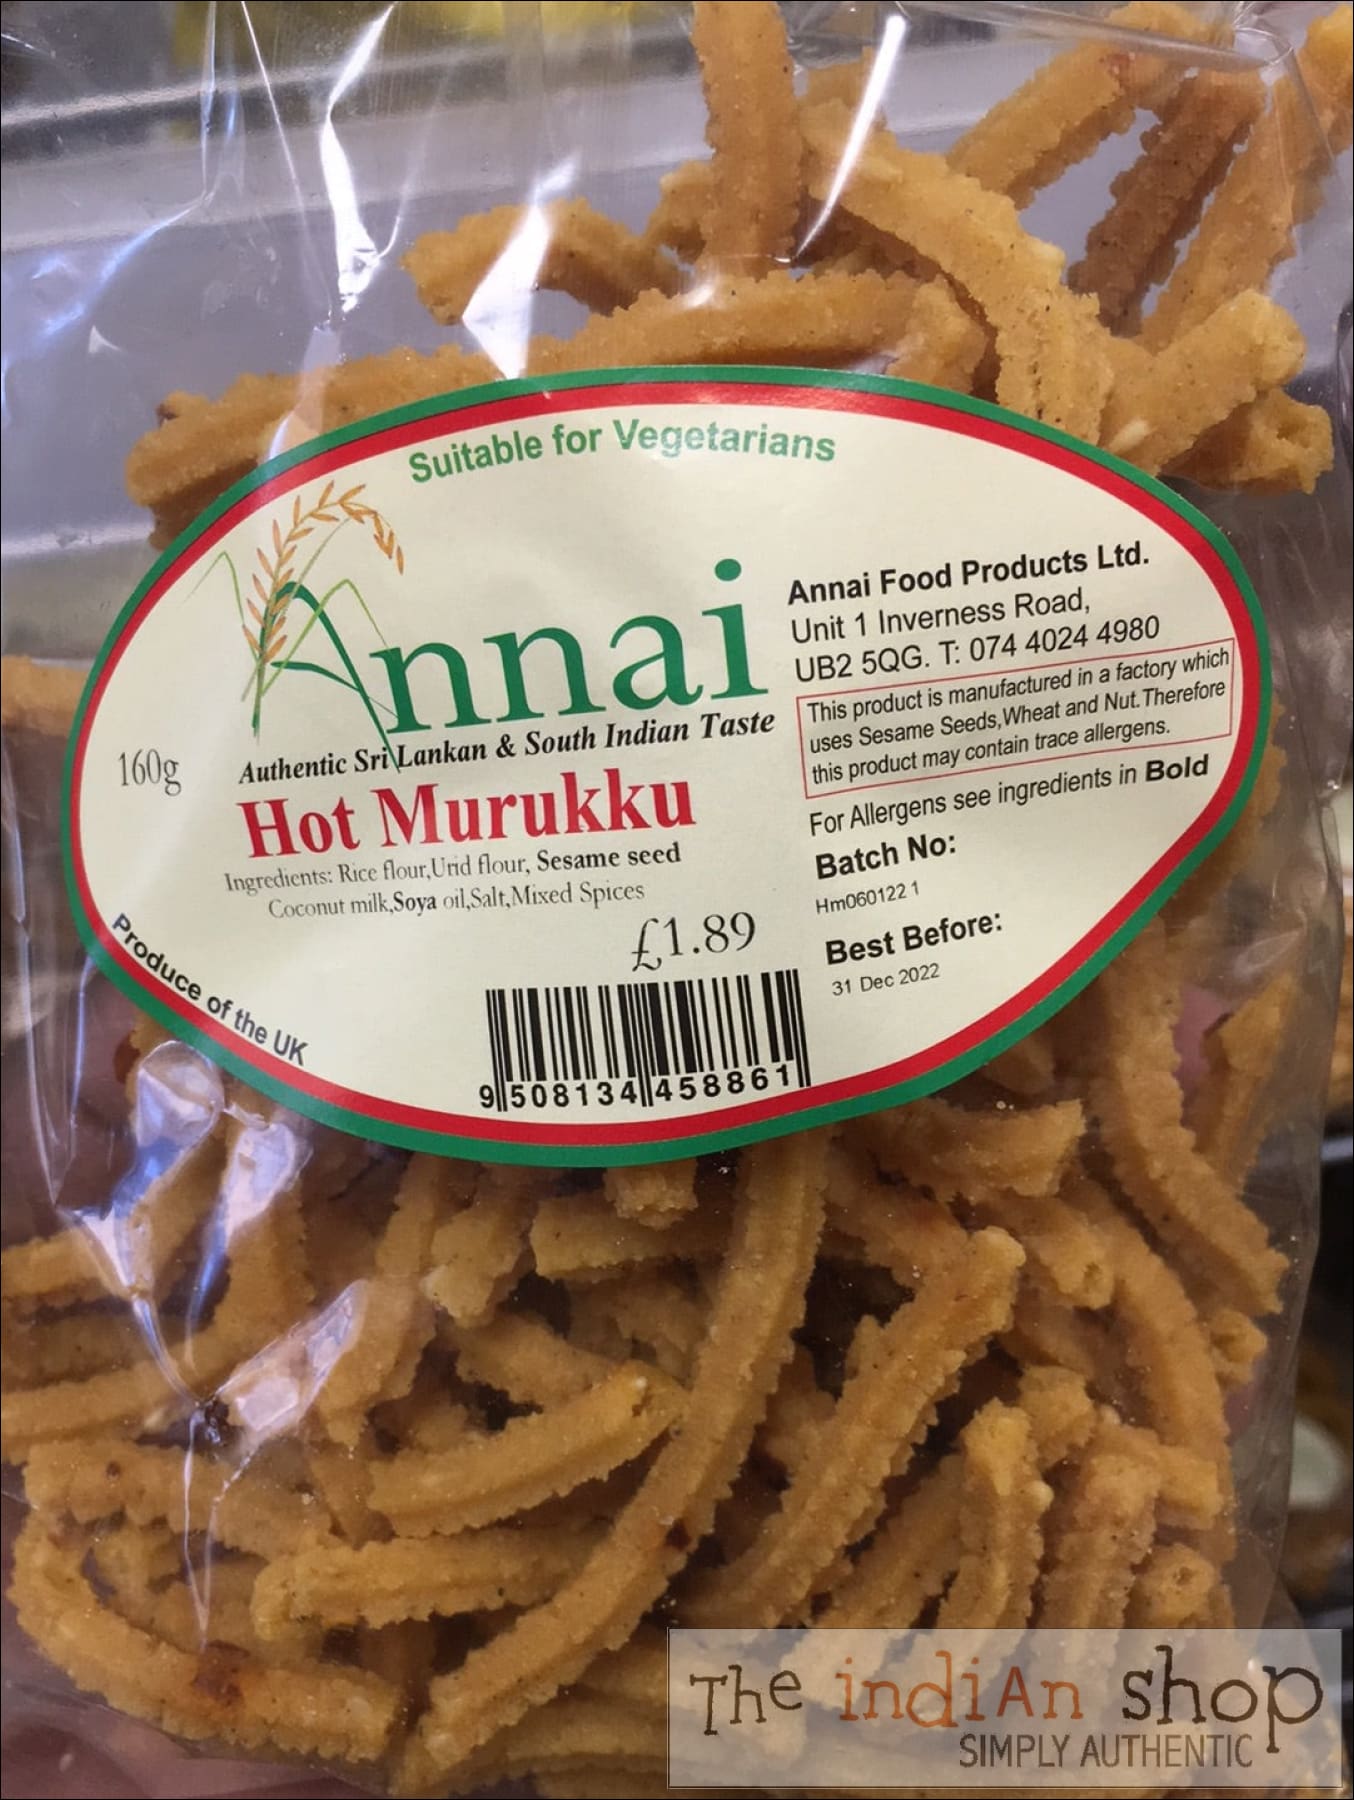 Suitable for Vegetarians
Annai
Authentic Sri Lankan & South Indian Taste
160g
Hot Murukku
Ingredients: Rice flour,Urid flour, Sesame seed
Coconut milk,Soya oil,Salt,Mixed Spices
£1.89
Produce of the UK
9 508134 458861
Annai Food Products Ltd.
Unit 1 Inverness Road,
UB2 5QG. T: 074 4024 4980
This product is manufactured in a factory which
uses Sesame Seeds,Wheat and Nut.Therefore
this product may contain trace allergens.
For Allergens see ingredients in Bold
Batch No:
Hm060122 1
Best Before:
31 Dec 2022
The indiAn shop
SIMPLY AUTHENTIC